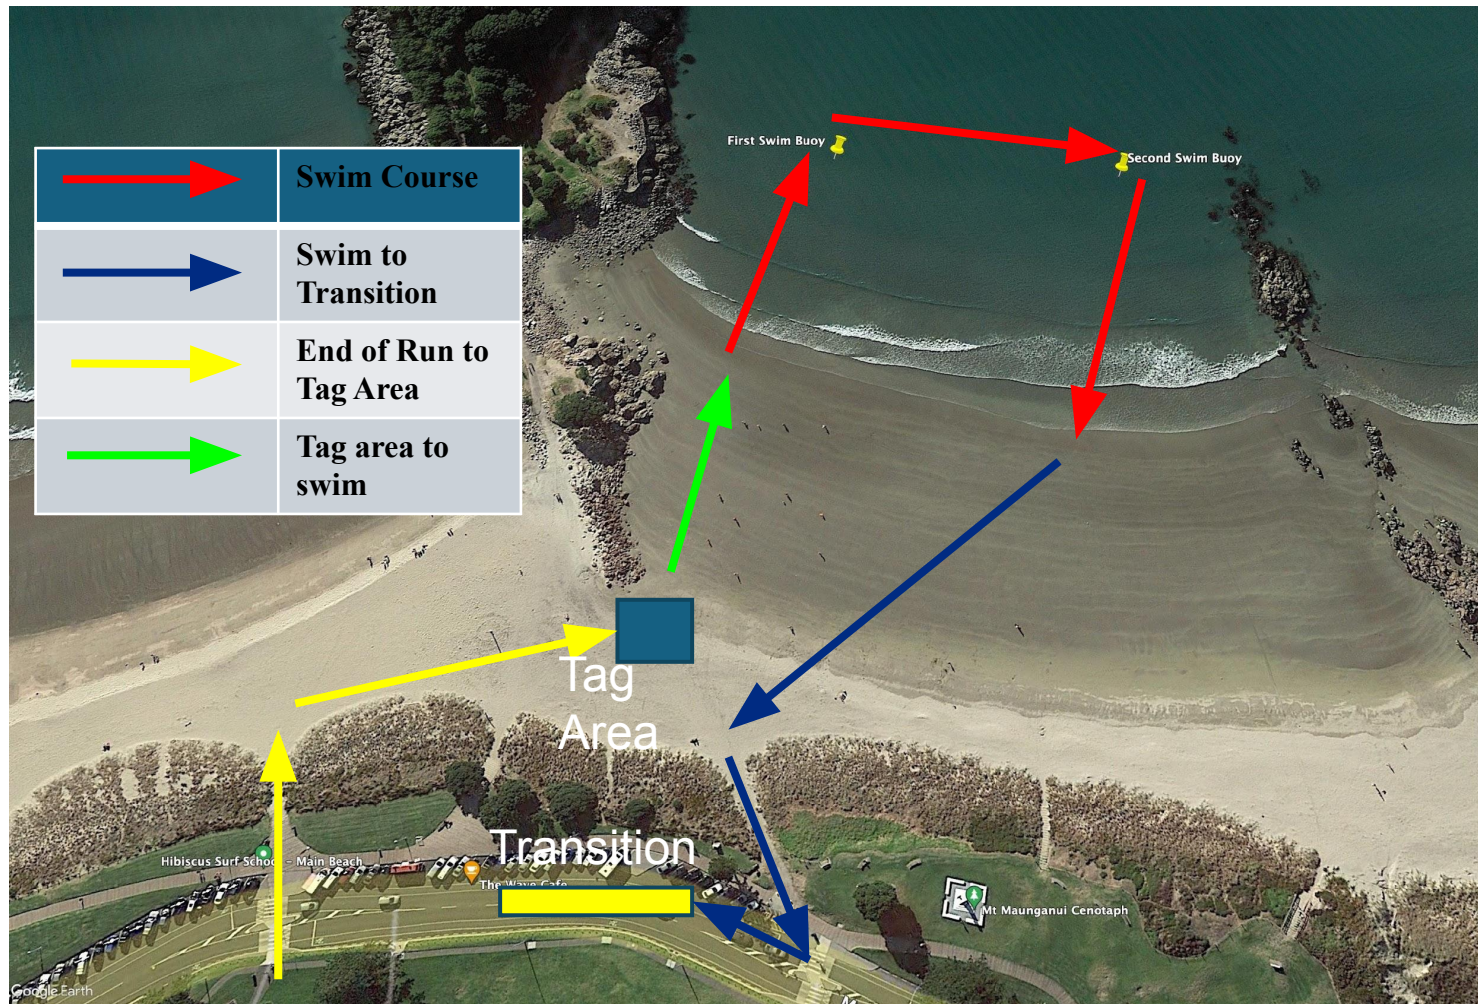 First Swim Buoy
Second Swim Buoy
Swim Course
Swim to
Transition
End of Run to
Tag Area
Tag area to
swim
Tag
Area
Transition
Hibiscus Surf School - Main Beach
The Wave Cafe
Mt Maunganui Cenotaph
Google Earth